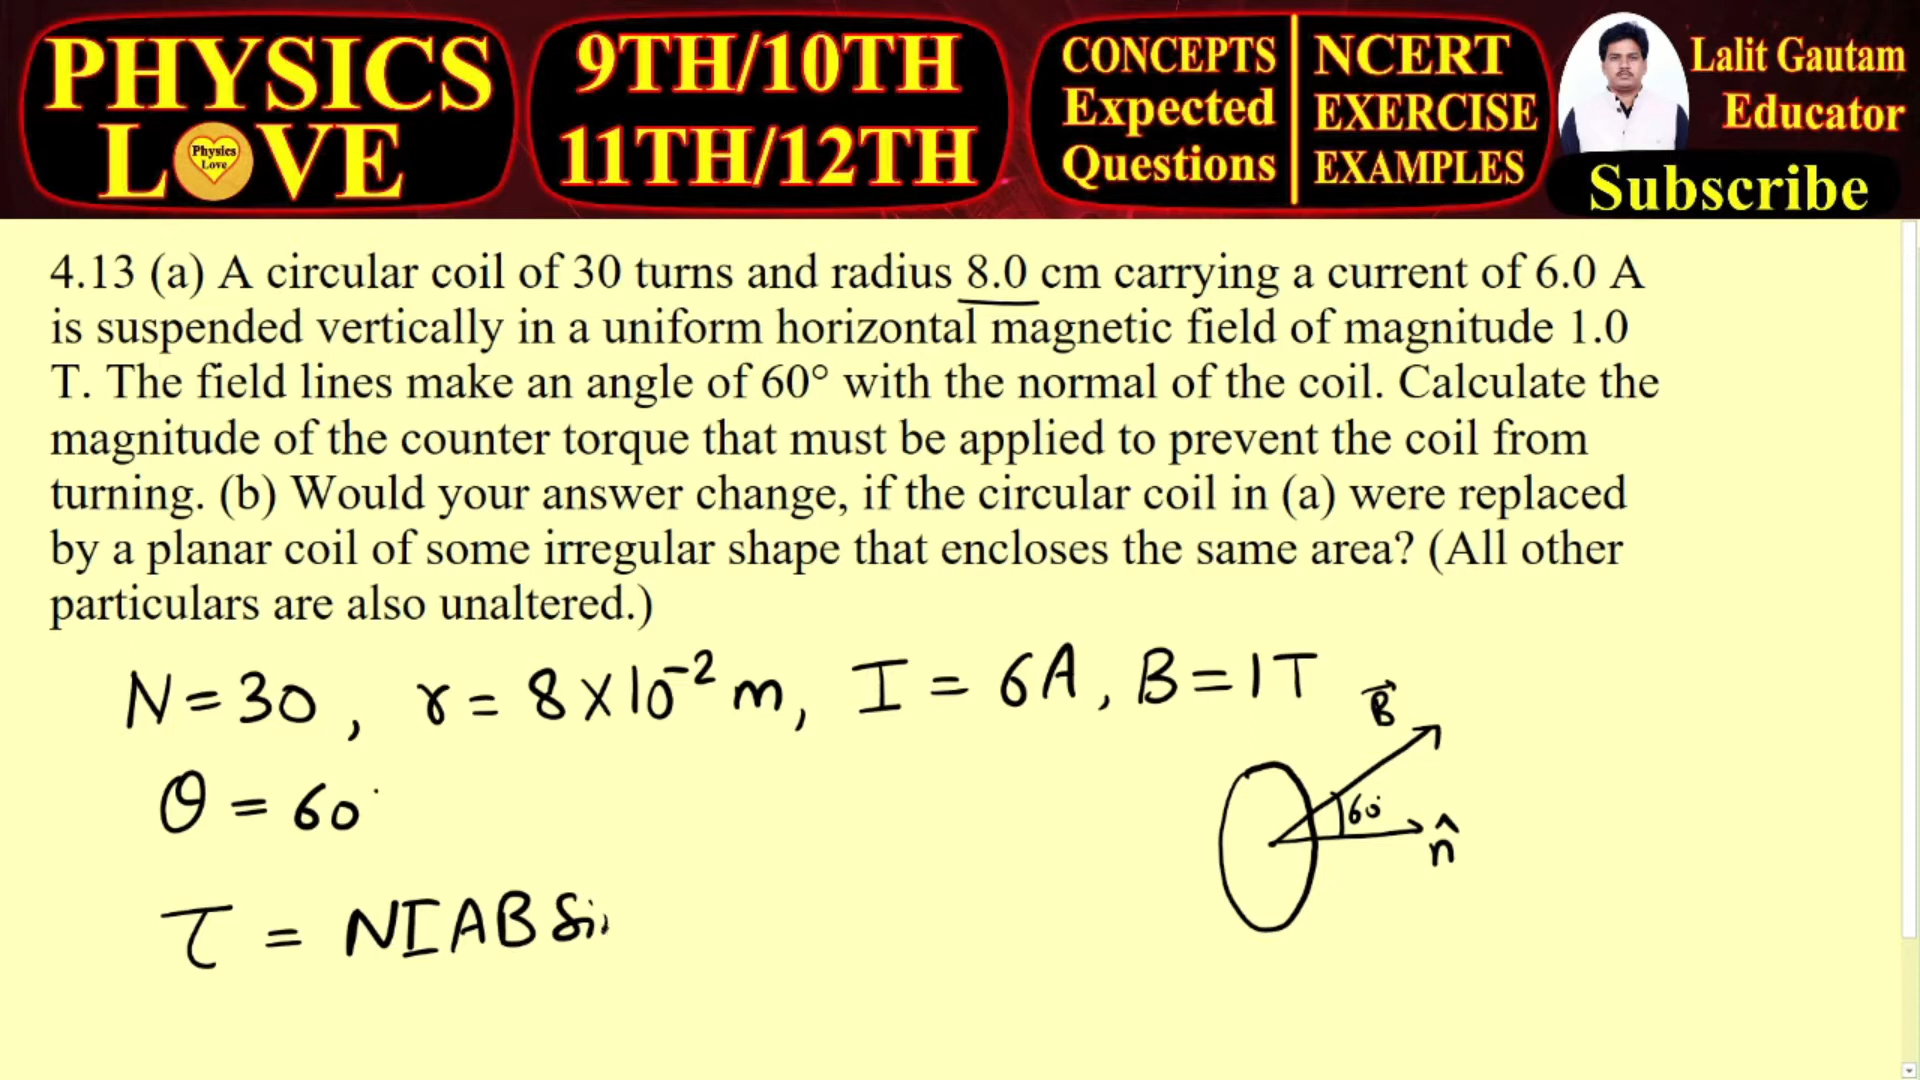 PHYSICS
LOVE
Physics
Love
9TH/10TH
11TH/12TH
CONCEPTS
Expected
Questions
NCERT
EXERCISE
EXAMPLES
Lalit Gautam
Educator
Subscribe
4.13 (a) A circular coil of 30 turns and radius 8.0 cm carrying a current of 6.0 A
is suspended vertically in a uniform horizontal magnetic field of magnitude 1.0
T. The field lines make an angle of 60° with the normal of the coil. Calculate the
magnitude of the counter torque that must be applied to prevent the coil from
turning. (b) Would your answer change, if the circular coil in (a) were replaced
by a planar coil of some irregular shape that encloses the same area? (All other
particulars are also unaltered.)
N = 30, r = 8 × 10⁻² m, I = 6A, B = 1T
B⃗
θ = 60°
60°
n̂
τ = NIAB Si